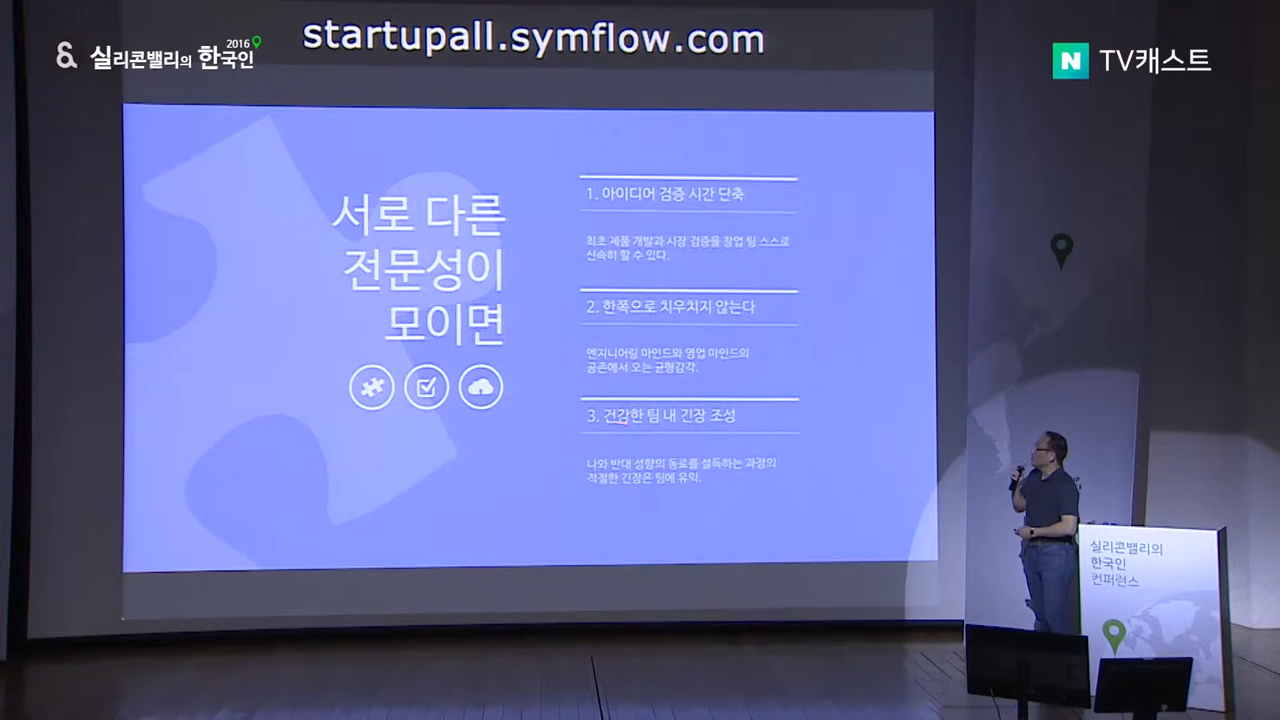 startupall.symflow.com
& 실리콘밸리의 한국인 2016
N TV캐스트
서로 다른
전문성이
모이면
1. 아이디어 검증 시간 단축
최초 제품 개발과 시장 검증을 창업 팀 스스로
신속히 할 수 있다.
2. 한쪽으로 치우치지 않는다
엔지니어링 마인드와 영업 마인드의
공존에서 오는 균형감각.
3. 건강한 팀 내 긴장 조성
나와 반대 성향의 동료를 설득하는 과정의
적절한 긴장은 팀에 유익.
실리콘밸리의
한국인
컨퍼런스